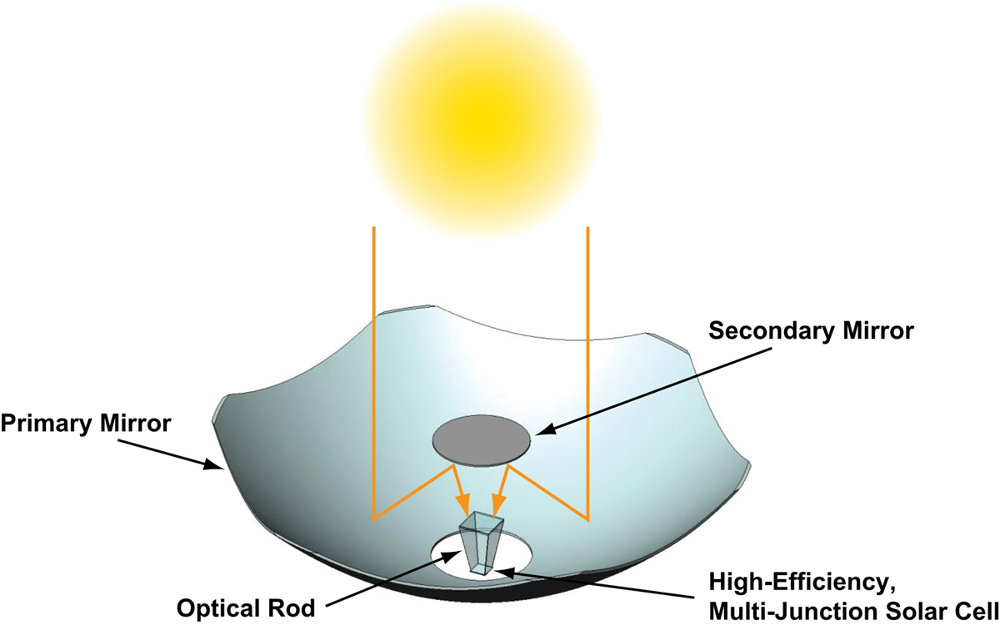 Secondary Mirror
Primary Mirror
Optical Rod
High-Efficiency,
Multi-Junction Solar Cell